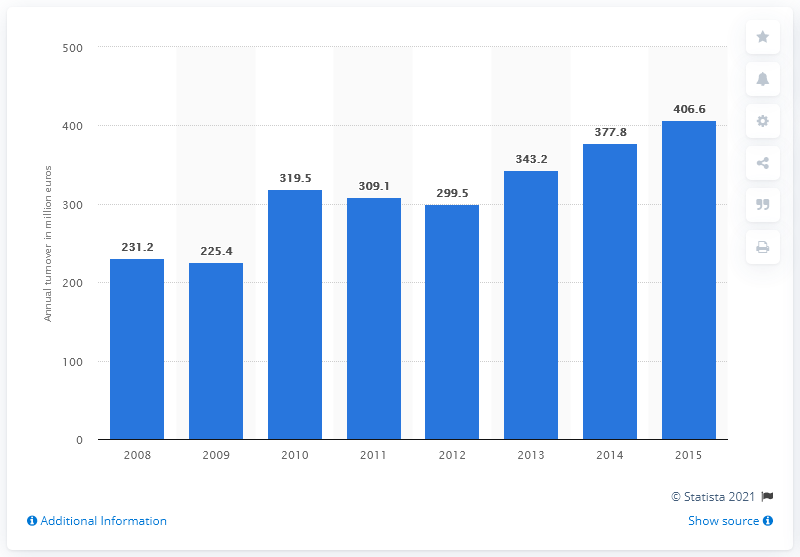 500
400
300
200
100
0
Annual turnover in million euros
231.2
225.4
319.5
309.1
299.5
343.2
377.8
406.6
2008 2009 2010 2011 2012 2013 2014 2015
© Statista 2021
Additional Information
Show source